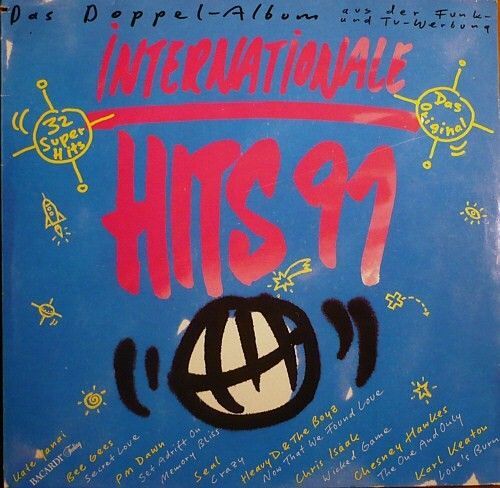 Das Doppel-Album aus der Funk-
und TV-Werbung
INTERNATIONALE
HITS 91
32
Super
Hits
Das
Original
Kate Yanai
BACARDI Feeling
Bee Gees
Secret Love
PM Dawn
Set Adrift On
Memory Bliss
Seal
Crazy
Heavy D & The Boyz
Now That We Found Love
Chris Isaak
Wicked Game
Chesney Hawkes
The One And Only
Karl Keaton
Love's Burn